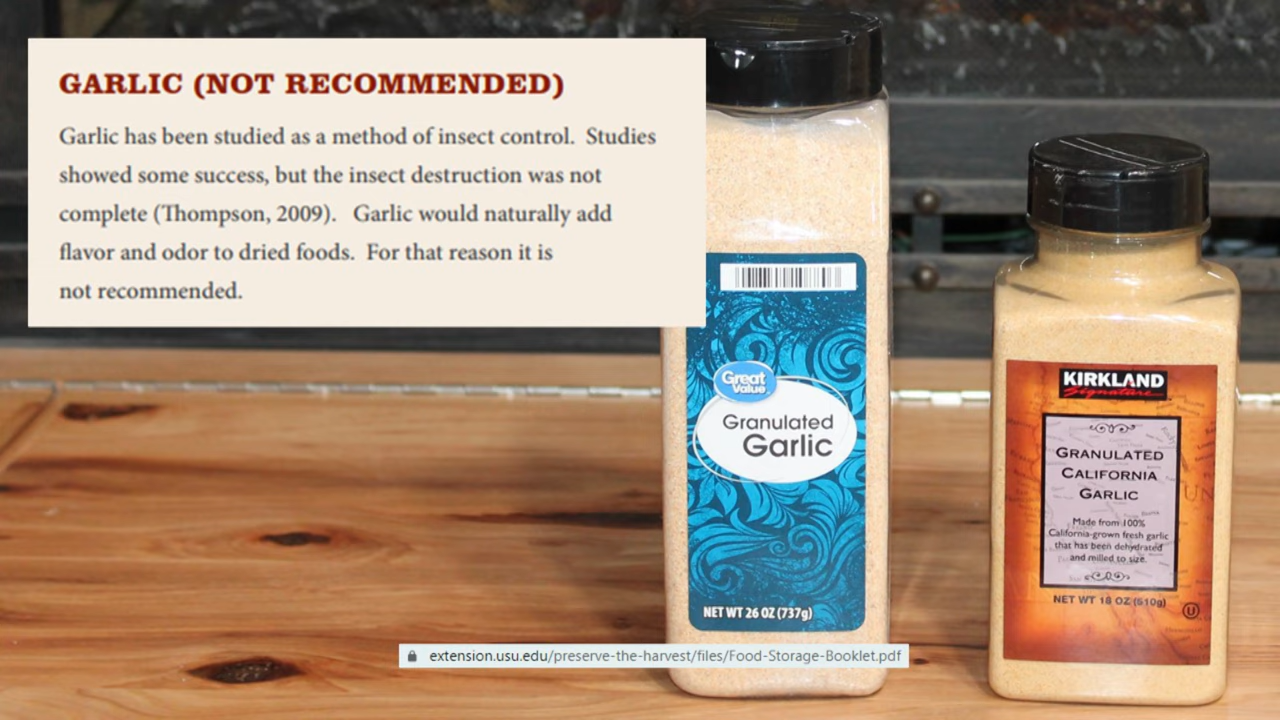 GARLIC (NOT RECOMMENDED)
Garlic has been studied as a method of insect control. Studies
showed some success, but the insect destruction was not
complete (Thompson, 2009). Garlic would naturally add
flavor and odor to dried foods. For that reason it is
not recommended.
Great
Value
Granulated
Garlic
NET WT 26 OZ (737g)
KIRKLAND
Signature
GRANULATED
CALIFORNIA
GARLIC
Made from 100%
California-grown fresh garlic
that has been dehydrated
and milled to size.
NET WT 18 OZ (510g)
U
extension.usu.edu/preserve-the-harvest/files/Food-Storage-Booklet.pdf